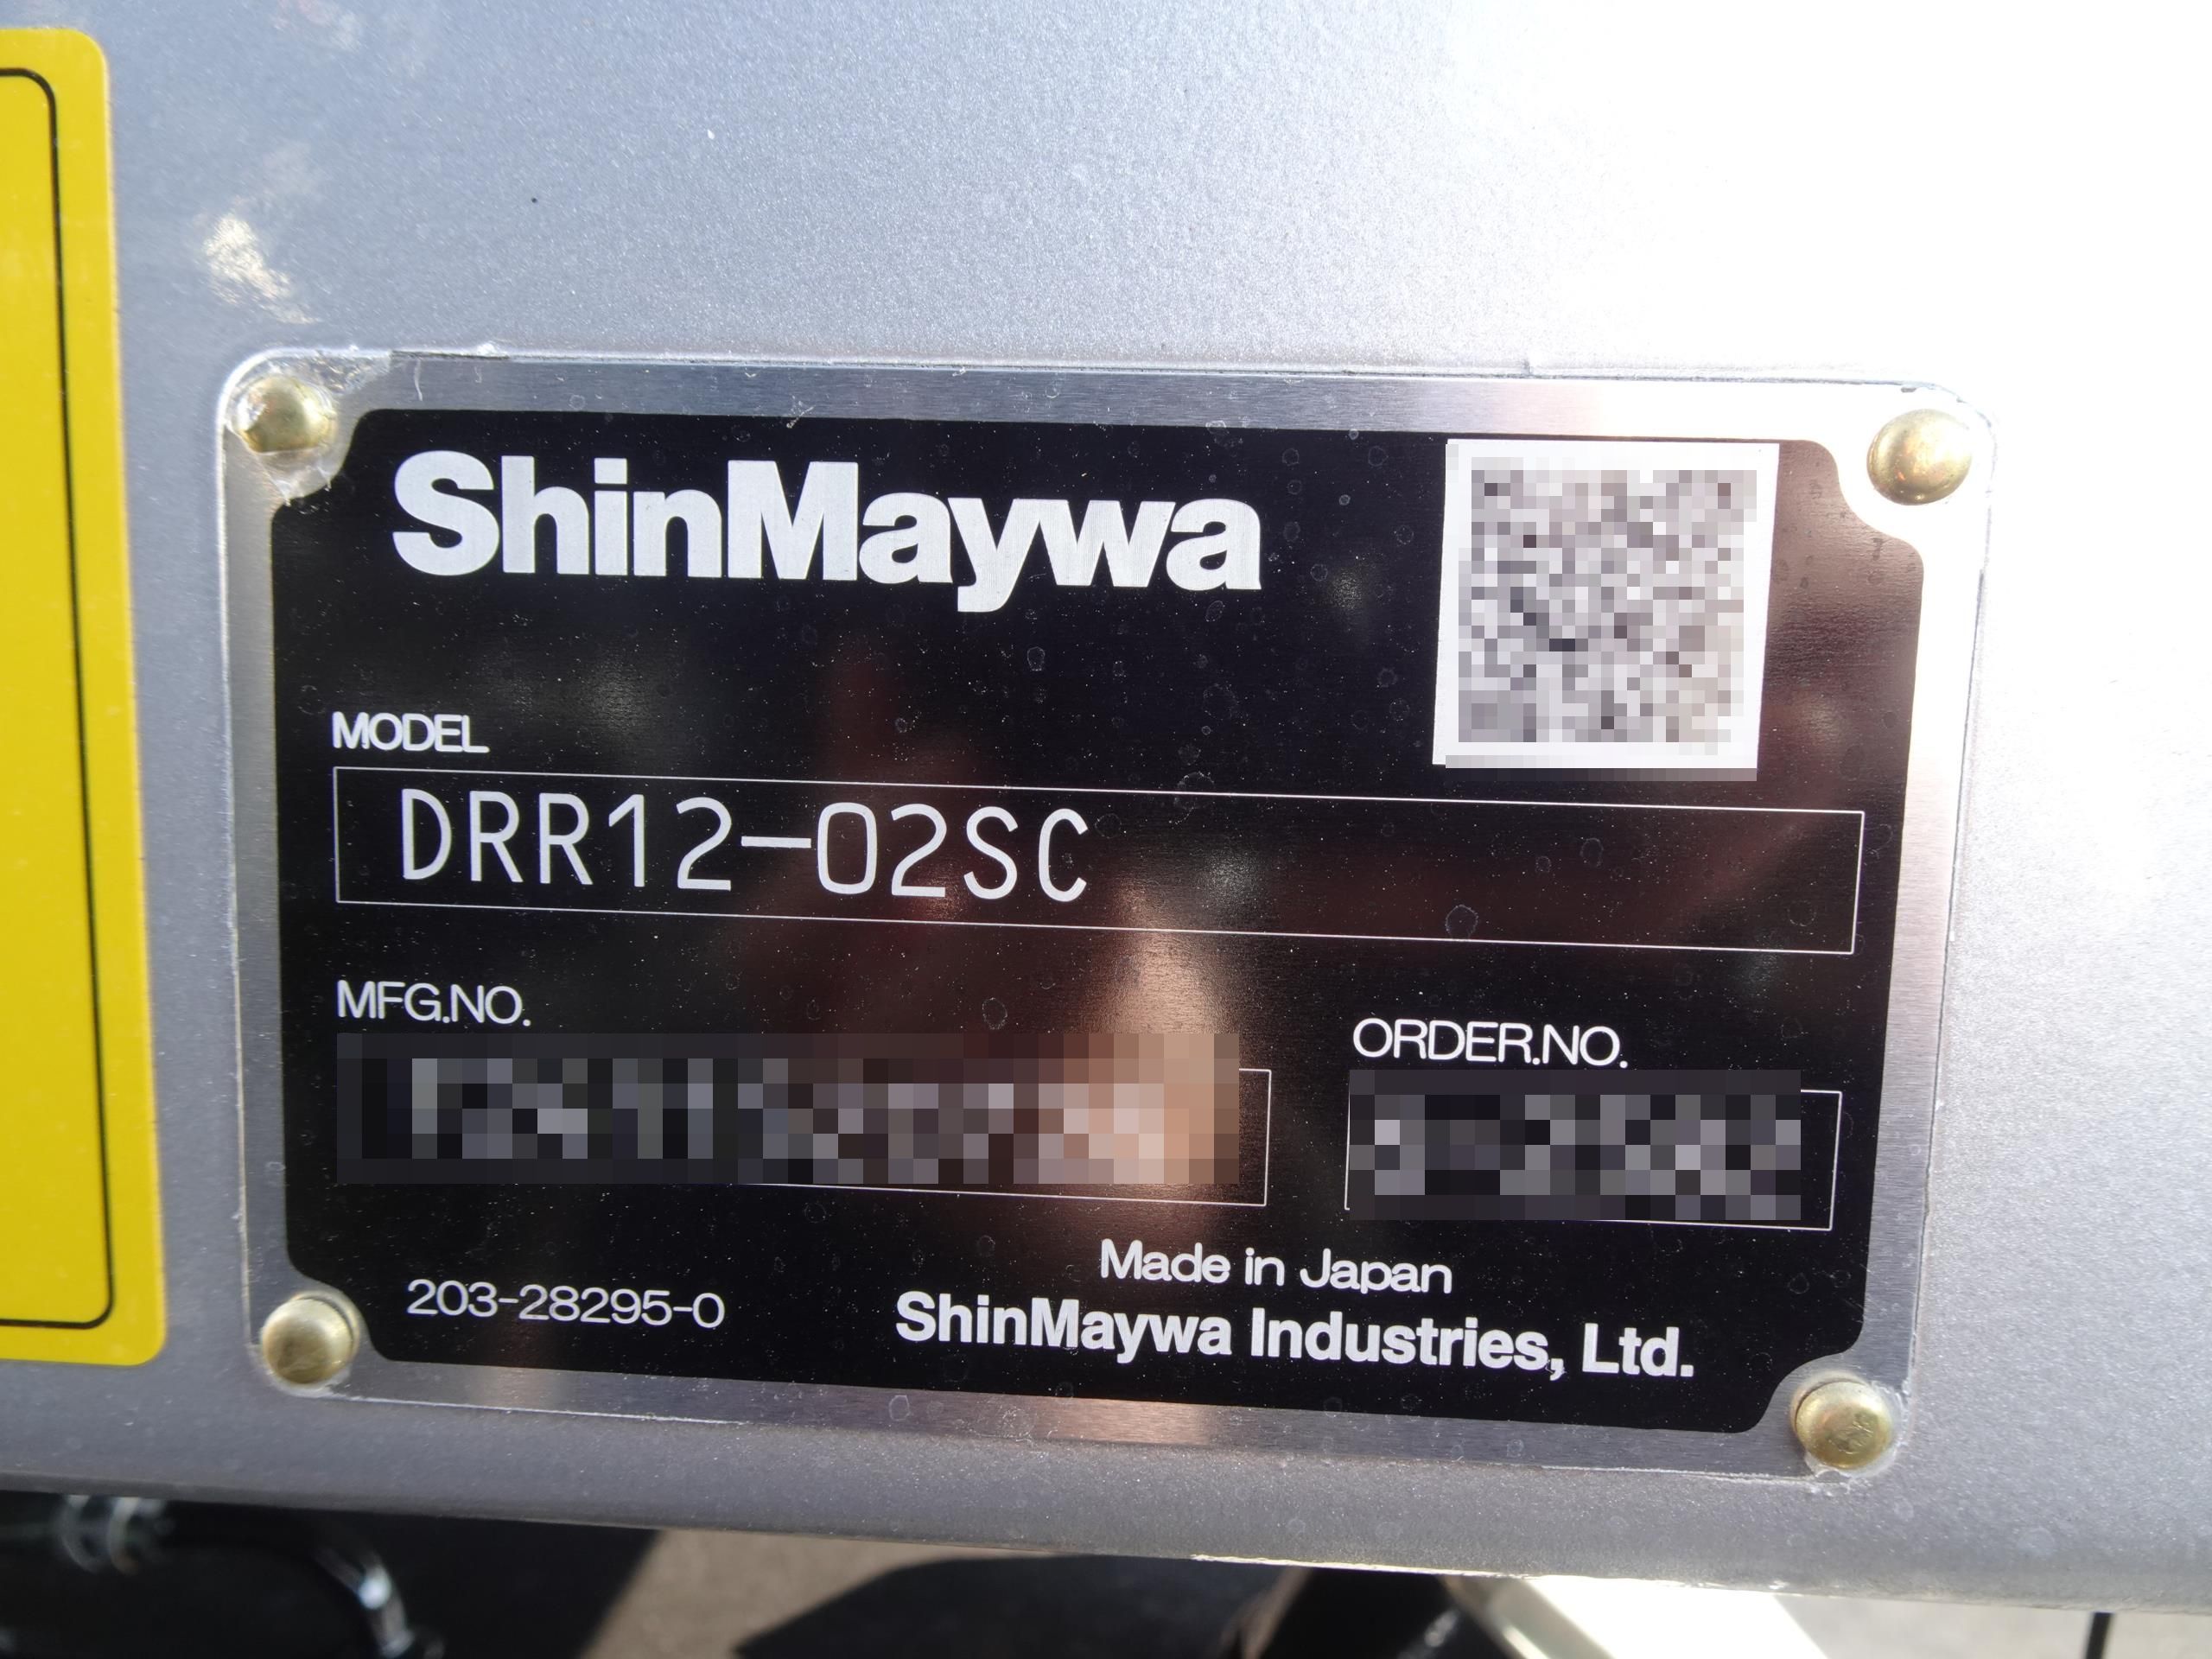 ShinMaywa
MODEL
DRR12-02SC
MFG.NO.
ORDER.NO.
Made in Japan
203-28295-0
ShinMaywa Industries, Ltd.